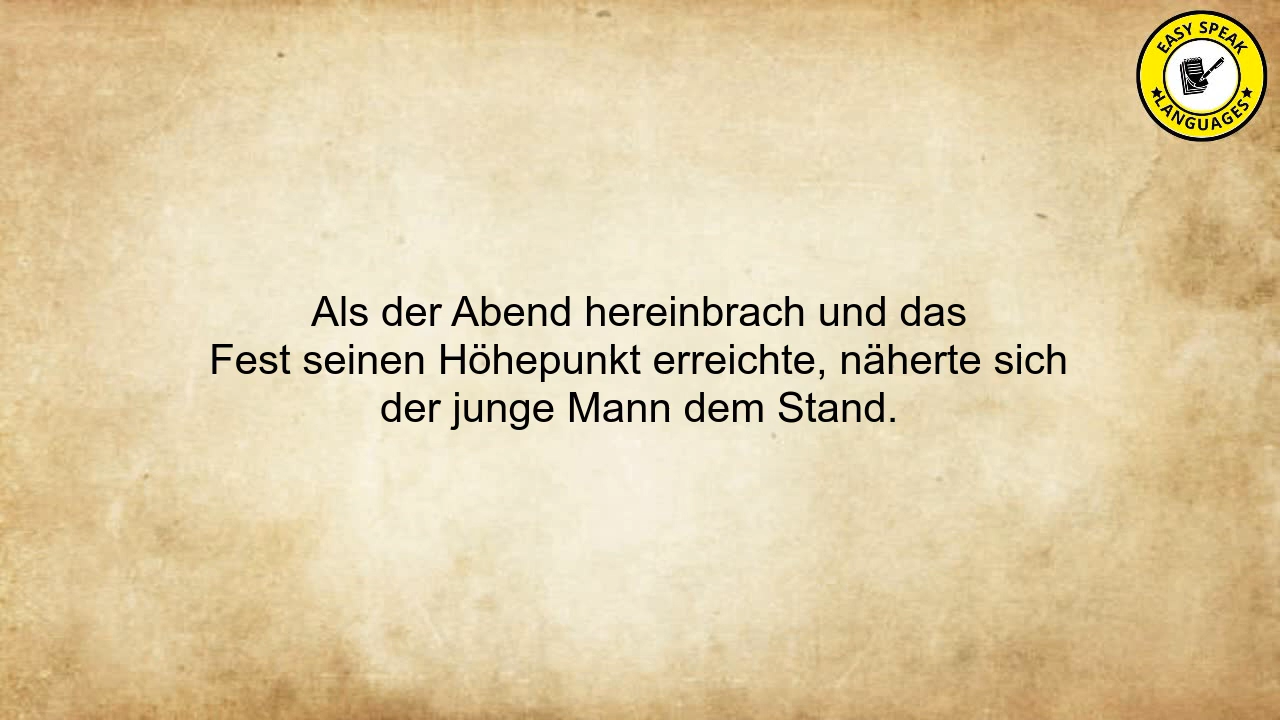 EASY SPEAK
LANGUAGES
Als der Abend hereinbrach und das
Fest seinen Höhepunkt erreichte, näherte sich
der junge Mann dem Stand.